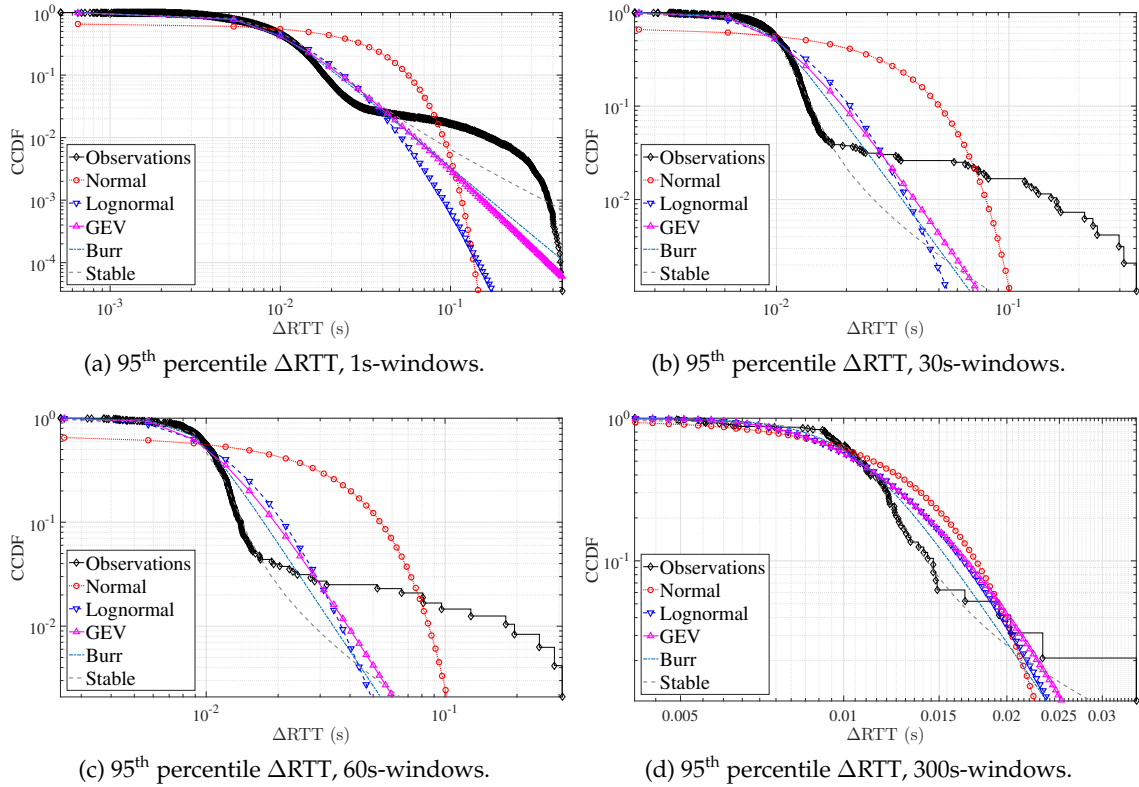 10^0
10^-1
10^-2
10^-3
10^-4
CCDF
Observations
Normal
Lognormal
GEV
Burr
Stable
10^-3
10^-2
10^-1
ΔRTT (s)
(a) 95th percentile ΔRTT, 1s-windows.
10^0
10^-1
10^-2
CCDF
Observations
Normal
Lognormal
GEV
Burr
Stable
10^-2
10^-1
ΔRTT (s)
(b) 95th percentile ΔRTT, 30s-windows.
10^0
10^-1
10^-2
CCDF
Observations
Normal
Lognormal
GEV
Burr
Stable
10^-2
10^-1
ΔRTT (s)
(c) 95th percentile ΔRTT, 60s-windows.
10^0
10^-1
CCDF
Observations
Normal
Lognormal
GEV
Burr
Stable
0.005
0.01
0.015
0.02
0.025
0.03
ΔRTT (s)
(d) 95th percentile ΔRTT, 300s-windows.